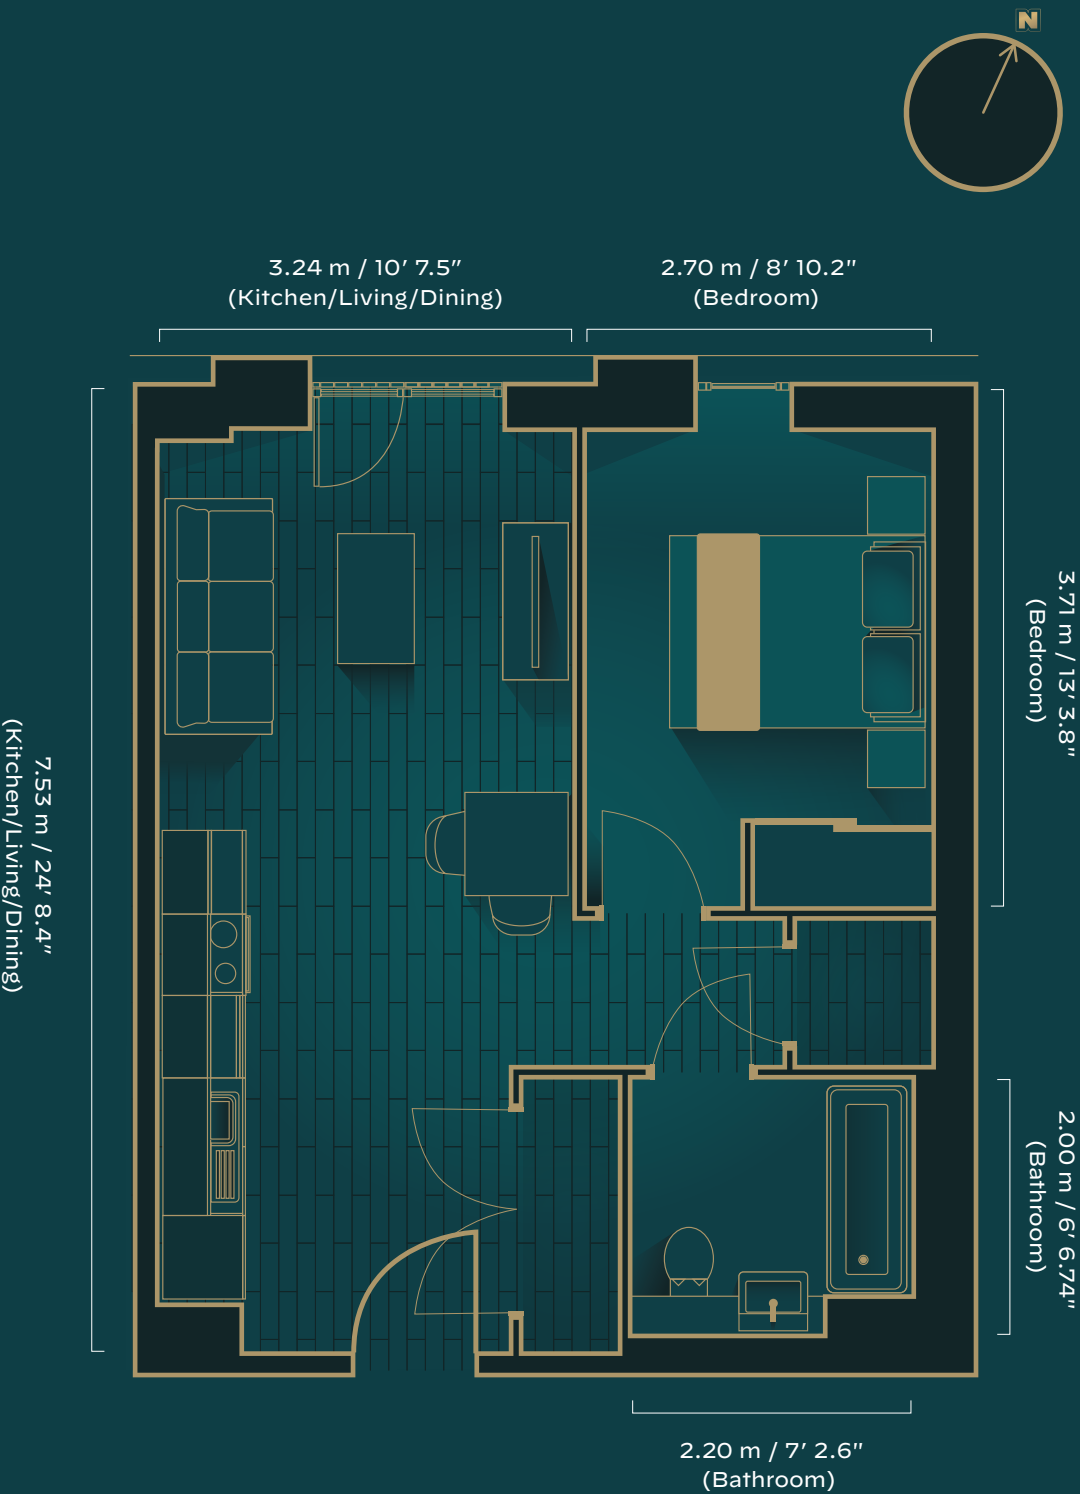 N
3.24 m / 10′ 7.5″
(Kitchen/Living/Dining)
2.70 m / 8′ 10.2″
(Bedroom)
3.71 m / 13′ 3.8″
(Bedroom)
7.53 m / 24′ 8.4″
(Kitchen/Living/Dining)
2.00 m / 6′ 6.74″
(Bathroom)
2.20 m / 7′ 2.6″
(Bathroom)